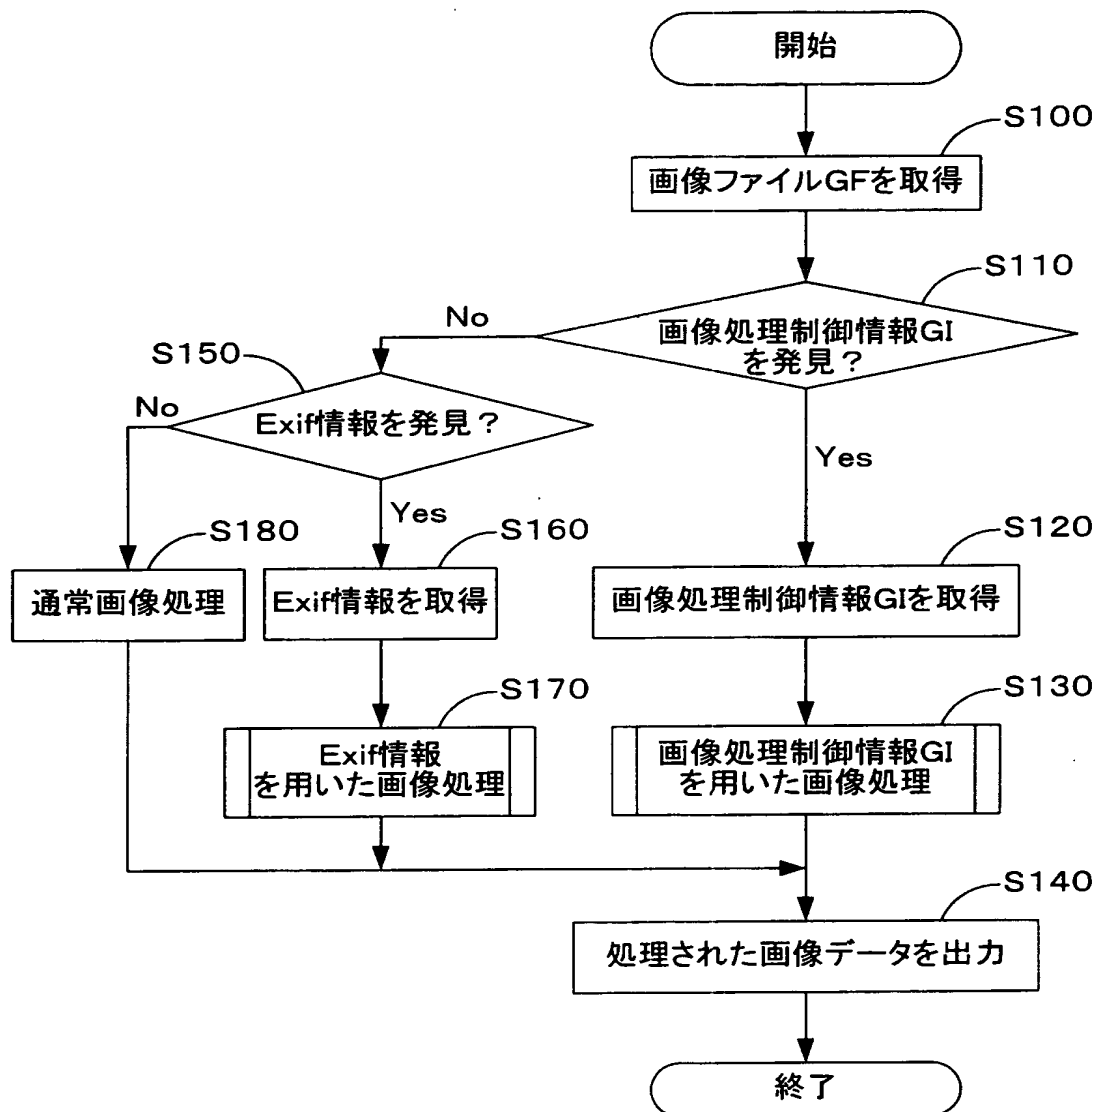 開始
S100
画像ファイルGFを取得
S110
画像処理制御情報GI
を発見？
No
S150
Exif情報を発見？
No
Yes
Yes
S180
通常画像処理
S160
Exif情報を取得
S120
画像処理制御情報GIを取得
S170
Exif情報
を用いた画像処理
S130
画像処理制御情報GI
を用いた画像処理
S140
処理された画像データを出力
終了